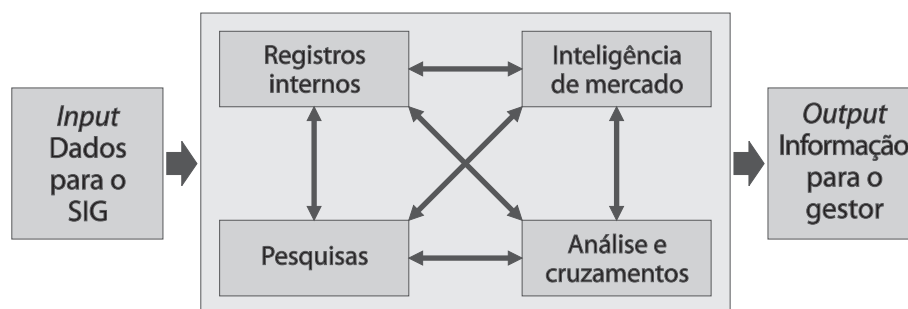 Input
Dados
para o
SIG
Registros
internos
Inteligência
de mercado
Pesquisas
Análise e
cruzamentos
Output
Informação
para o
gestor